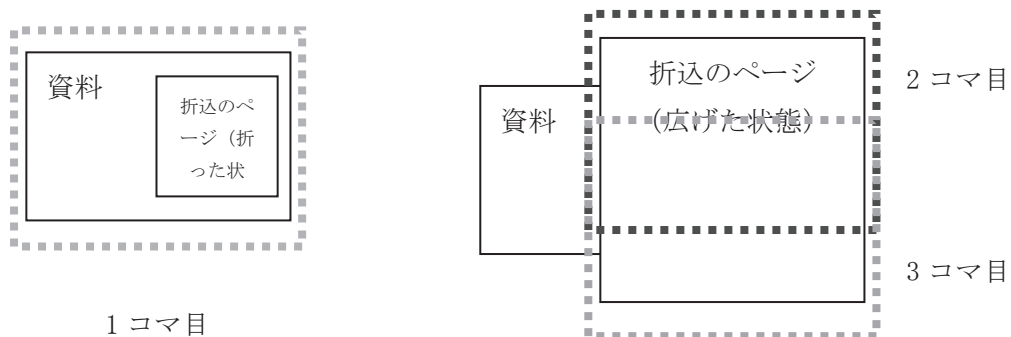 資料
折込のペ
ージ（折
った状
1 コマ目
折込のページ
(広げた状態)
資料
2 コマ目
3 コマ目